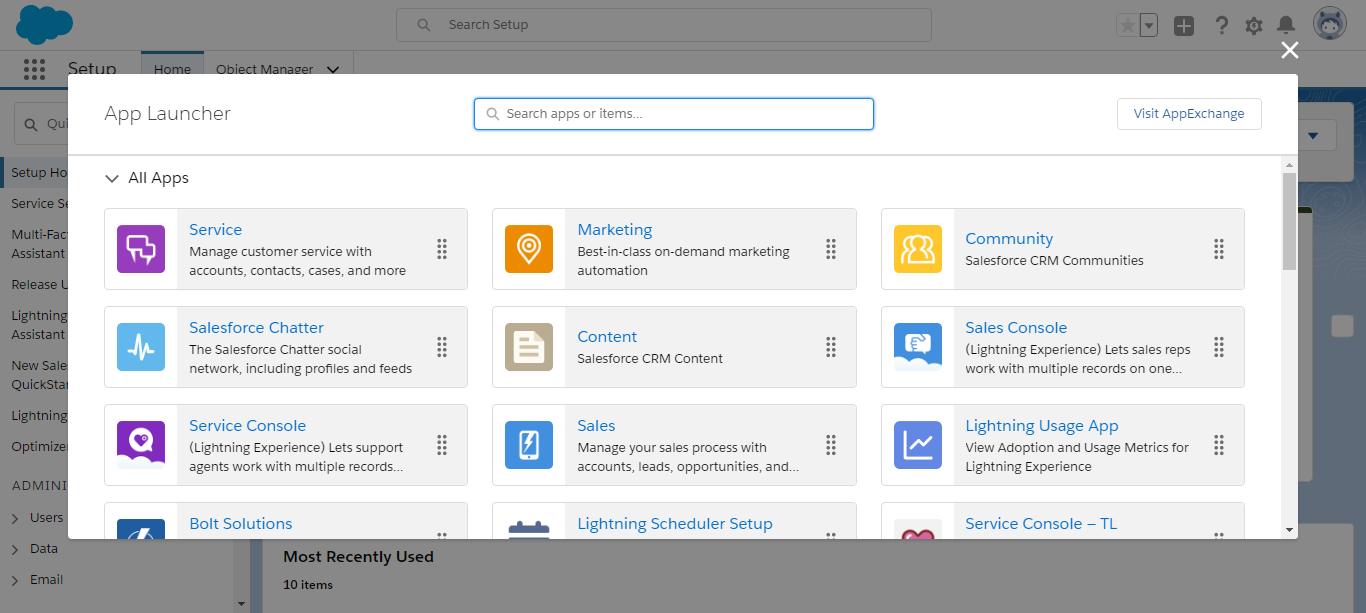 Search Setup
Setup
Home
Object Manager
App Launcher
Search apps or items...
Visit AppExchange
Qui
Setup Ho
Service Se
Multi-Fac
Assistant
Release U
Lightning
Assistant
New Sales
QuickStar
Lightning
Optimizer
ADMINI
Users
Data
Email
All Apps
Service
Manage customer service with
accounts, contacts, cases, and more
Marketing
Best-in-class on-demand marketing
automation
Community
Salesforce CRM Communities
Salesforce Chatter
The Salesforce Chatter social
network, including profiles and feeds
Content
Salesforce CRM Content
Sales Console
(Lightning Experience) Lets sales reps
work with multiple records on one...
Service Console
(Lightning Experience) Lets support
agents work with multiple records...
Sales
Manage your sales process with
accounts, leads, opportunities, and...
Lightning Usage App
View Adoption and Usage Metrics for
Lightning Experience
Bolt Solutions
Lightning Scheduler Setup
Service Console – TL
Most Recently Used
10 items